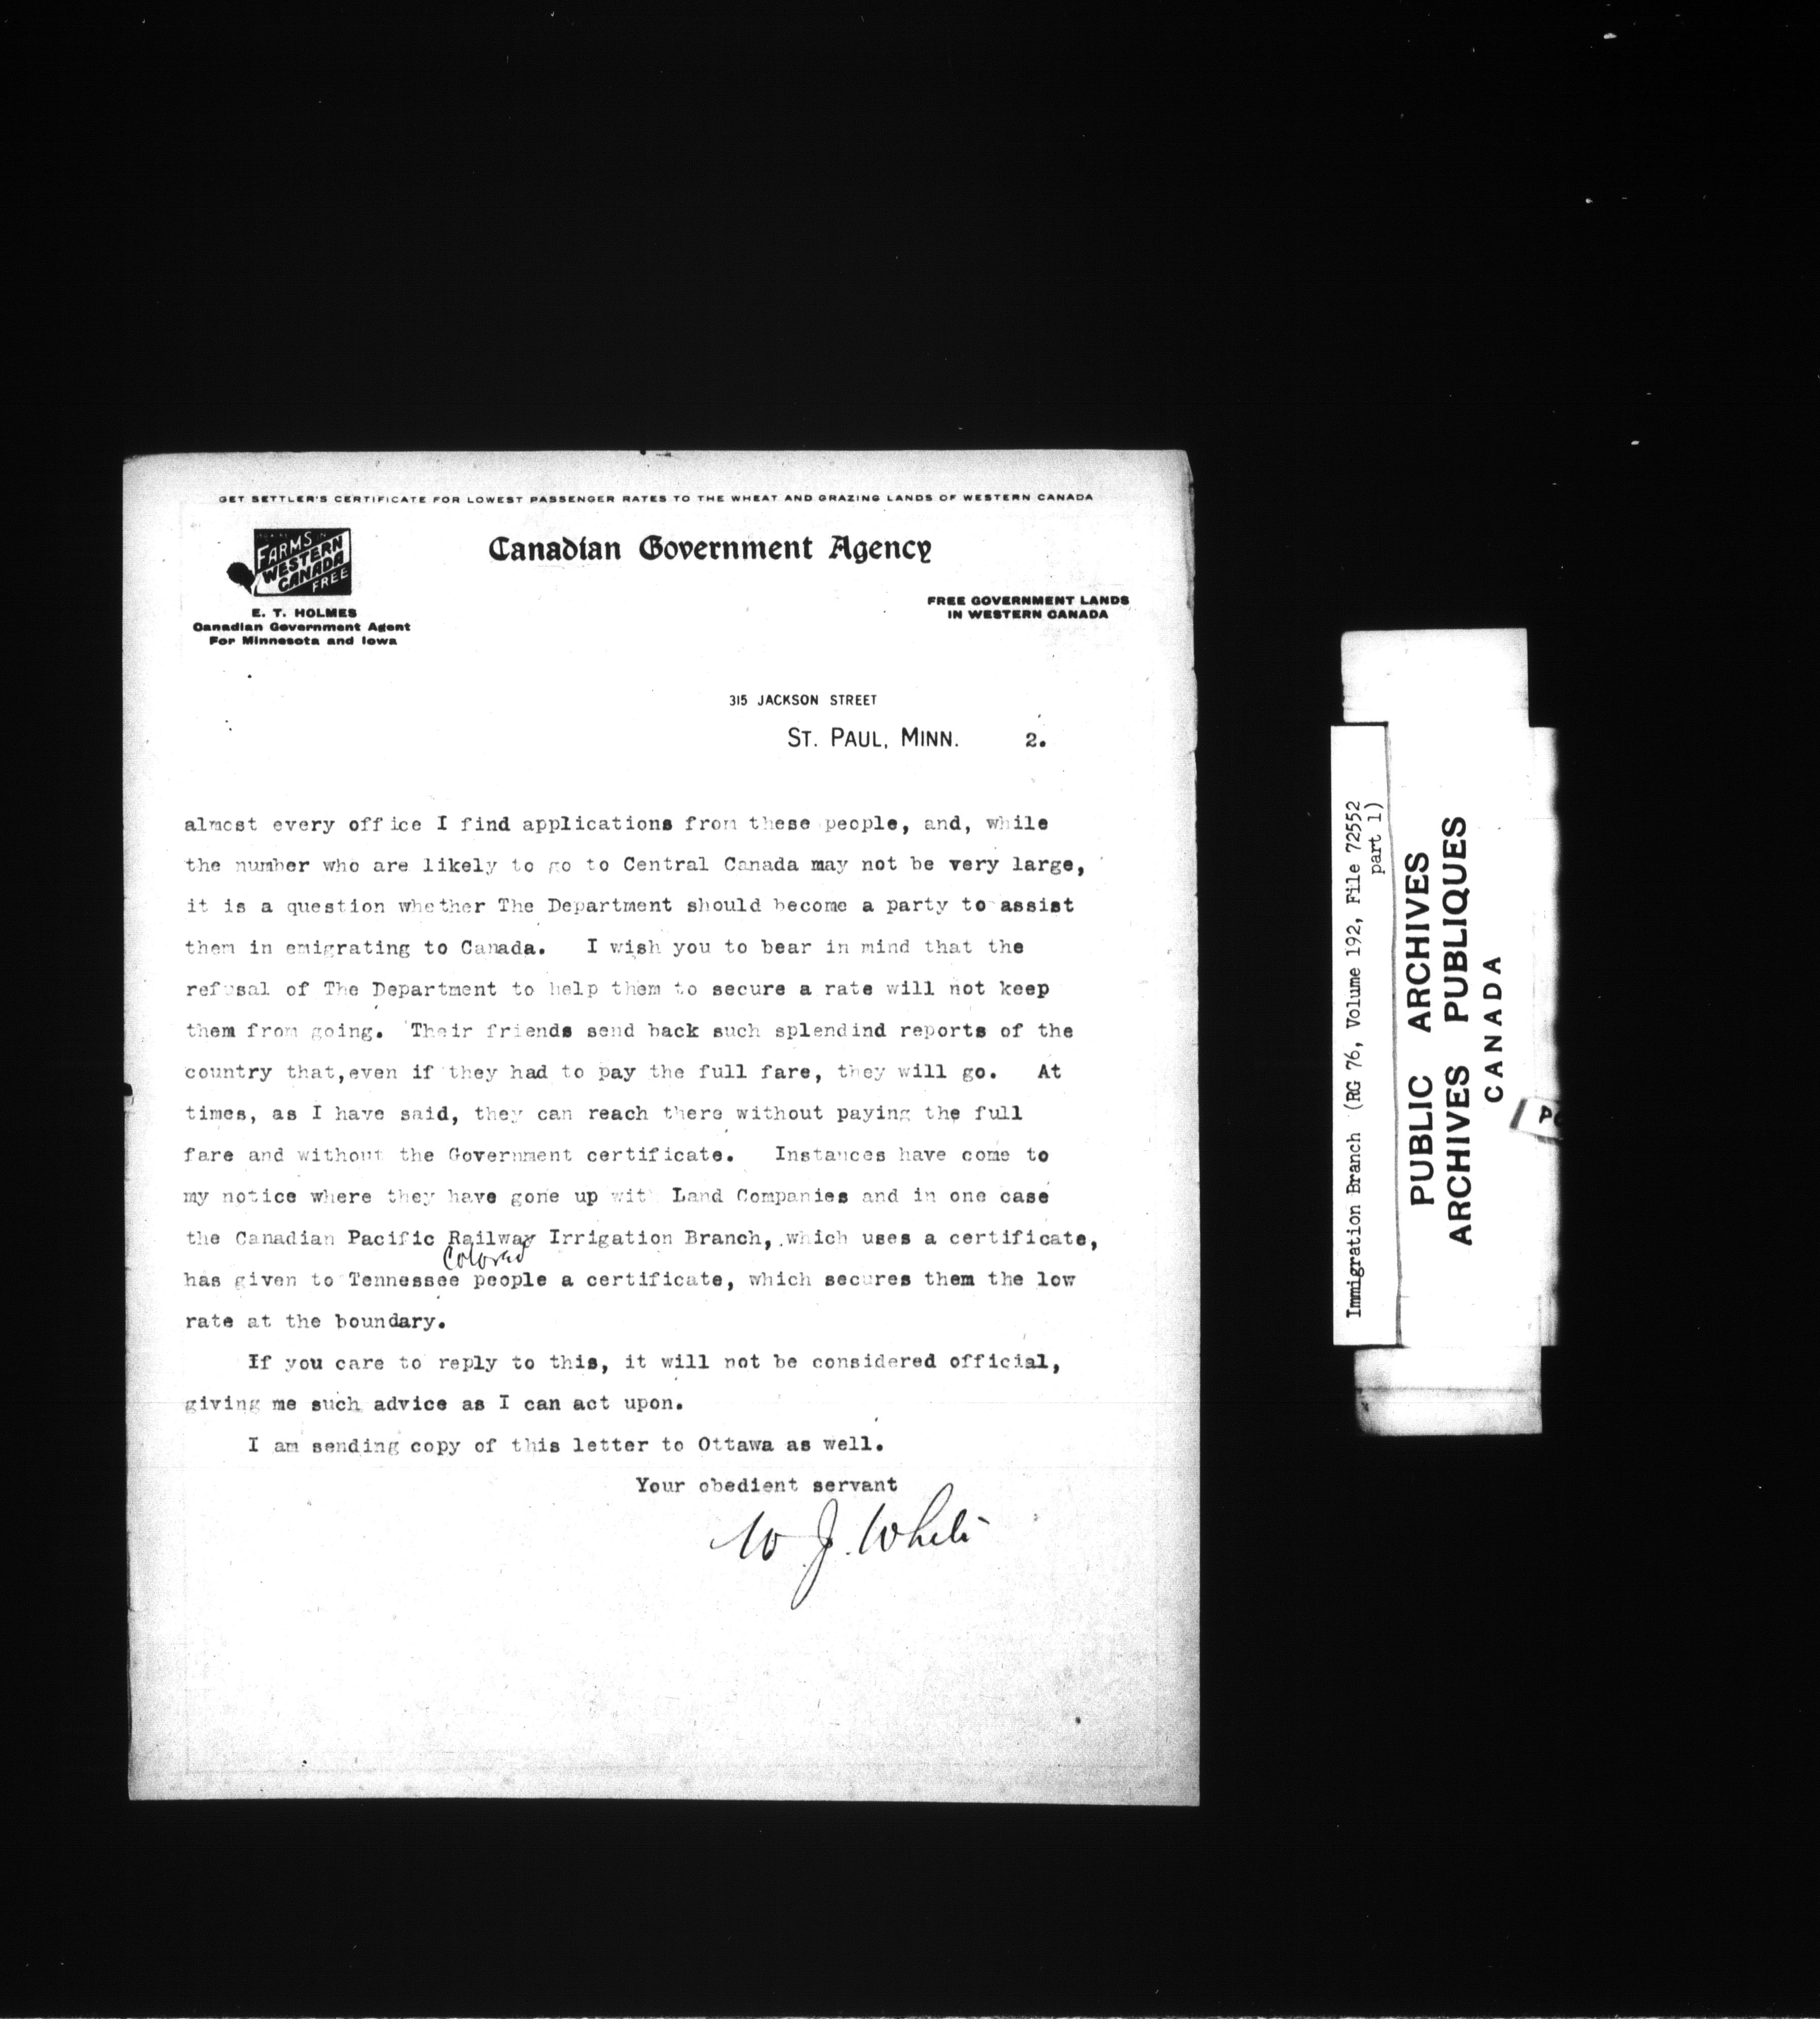 GET SETTLER'S CERTIFICATE FOR LOWEST PASSENGER RATES TO THE WHEAT AND GRAZING LANDS OF WESTERN CANADA
FARMS
WESTERN
CANADA
FREE
Canadian Government Agency
E. T. HOLMES
Canadian Government Agent
For Minnesota and Iowa
FREE GOVERNMENT LANDS
IN WESTERN CANADA
315 JACKSON STREET
ST. PAUL, MINN. 2.
almost every office I find applications from these people, and, while
the number who are likely to go to Central Canada may not be very large,
it is a question whether The Department should become a party to assist
them in emigrating to Canada. I wish you to bear in mind that the
refusal of The Department to help them to secure a rate will not keep
them from going. Their friends send back such splendind reports of the
country that,even if they had to pay the full fare, they will go. At
times, as I have said, they can reach there without paying the full
fare and without the Government certificate. Instances have come to
my notice where they have gone up with Land Companies and in one case
the Canadian Pacific Railway Irrigation Branch, which uses a certificate,
Colored
has given to Tennessee people a certificate, which secures them the low
rate at the boundary.
If you care to reply to this, it will not be considered official,
giving me such advice as I can act upon.
I am sending copy of this letter to Ottawa as well.
Your obedient servant
W. J. White
Immigration Branch (RG 76, Volume 192, File 72552
part 1)
PUBLIC ARCHIVES
ARCHIVES PUBLIQUES
CANADA